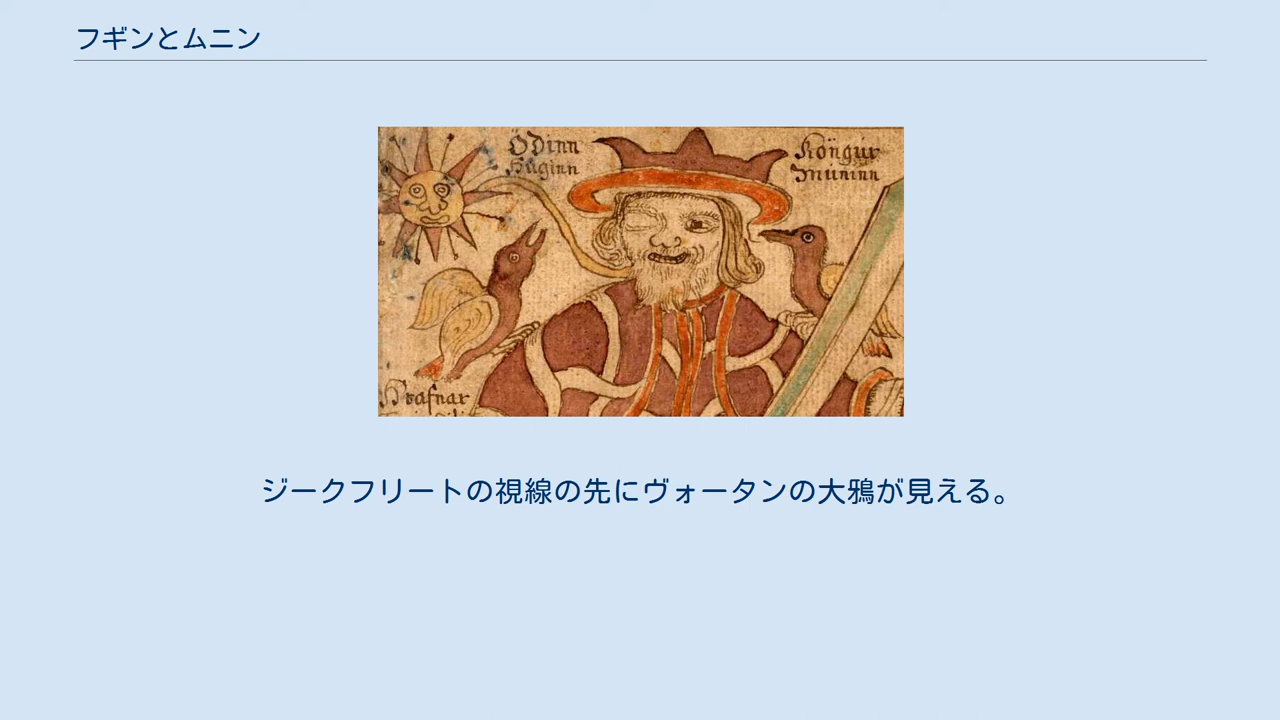 フギンとムニン
Óðinn
Huginn
Kongur
Muninn
Hrafnar
ジークフリートの視線の先にヴォータンの大鴉が見える。